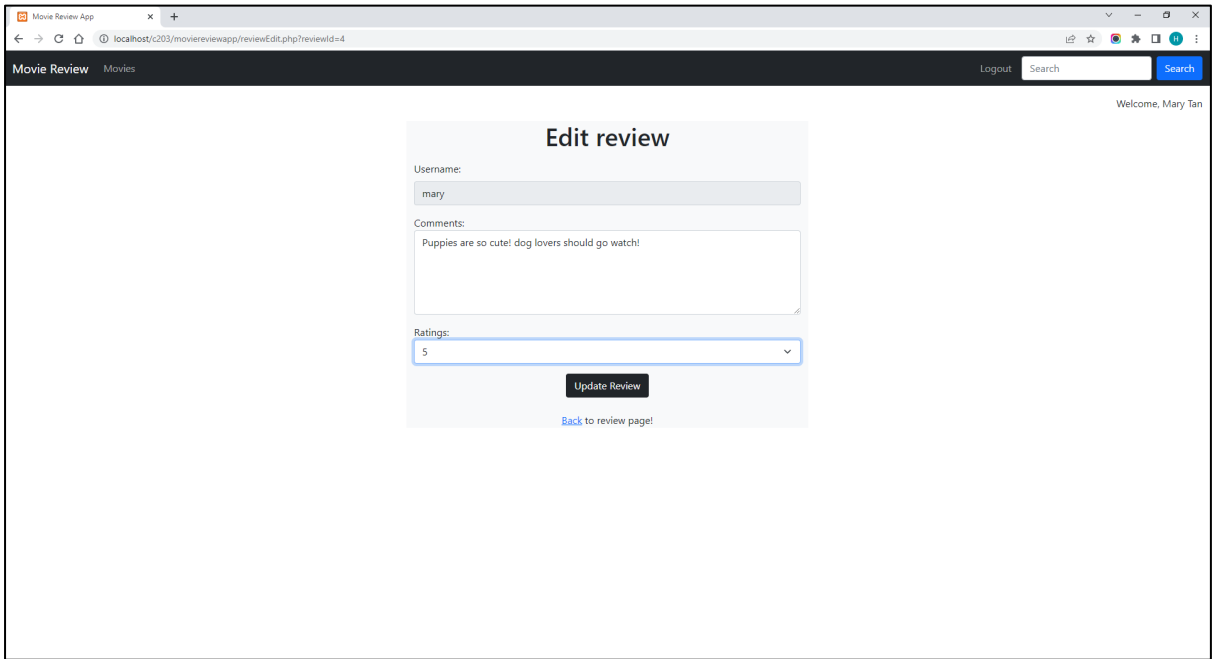 Movie Review App
localhost/c203/moviereviewapp/reviewEdit.php?reviewId=4
H
Movie Review Movies Logout Search Search
Welcome, Mary Tan
Edit review
Username:
mary
Comments:
Puppies are so cute! dog lovers should go watch!
Ratings:
5
Update Review
Back to review page!